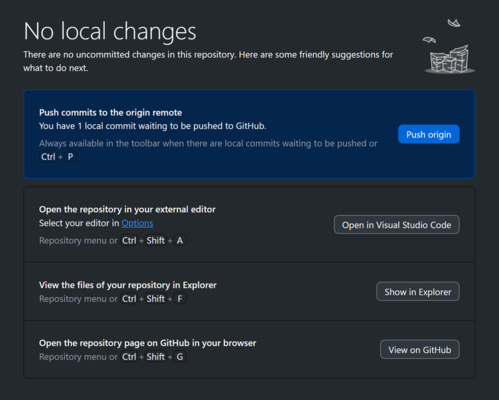 No local changes
There are no uncommitted changes in this repository. Here are some friendly suggestions for
what to do next.
Push commits to the origin remote
You have 1 local commit waiting to be pushed to GitHub.
Always available in the toolbar when there are local commits waiting to be pushed or
Ctrl + P
Push origin
Open the repository in your external editor
Select your editor in Options
Repository menu or Ctrl + Shift + A
Open in Visual Studio Code
View the files of your repository in Explorer
Repository menu or Ctrl + Shift + F
Show in Explorer
Open the repository page on GitHub in your browser
Repository menu or Ctrl + Shift + G
View on GitHub